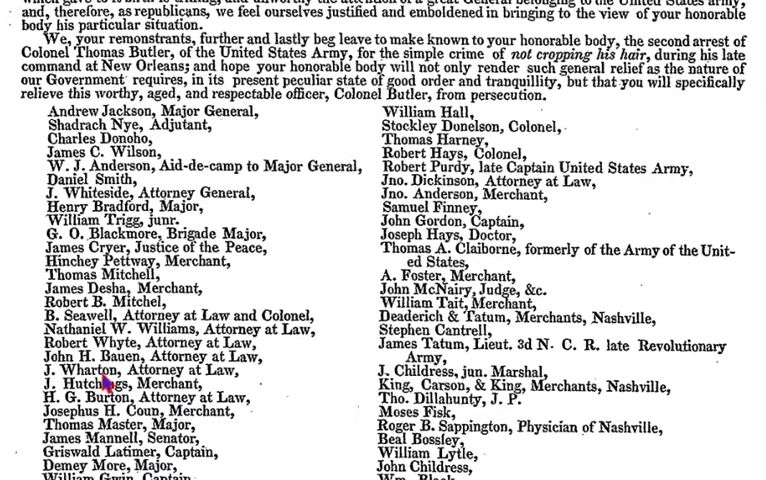 and, therefore, as republicans, we feel ourselves justified and emboldened in bringing to the view of your honorable
body his particular situation.
We, your remonstrants, further and lastly beg leave to make known to your honorable body, the second arrest of
Colonel Thomas Butler, of the United States Army, for the simple crime of not cropping his hair, during his late
command at New Orleans; and hope your honorable body will not only render such general relief as the nature of
our Government requires, in its present peculiar state of good order and tranquillity, but that you will specifically
relieve this worthy, aged, and respectable officer, Colonel Butler, from persecution.
Andrew Jackson, Major General,
Shadrach Nye, Adjutant,
Charles Donoho,
James C. Wilson,
W. J. Anderson, Aid-de-camp to Major General,
Daniel Smith,
J. Whiteside, Attorney General,
Henry Bradford, Major,
William Trigg, junr.
G. O. Blackmore, Brigade Major,
James Cryer, Justice of the Peace,
Hinchey Pettway, Merchant,
Thomas Mitchell,
James Desha, Merchant,
Robert B. Mitchel,
B. Seawell, Attorney at Law and Colonel,
Nathaniel W. Williams, Attorney at Law,
Robert Whyte, Attorney at Law,
John H. Bauen, Attorney at Law,
J. Wharton, Attorney at Law,
J. Hutchings, Merchant,
H. G. Burton, Attorney at Law,
Josephus H. Coun, Merchant,
Thomas Master, Major,
James Mannell, Senator,
Griswald Latimer, Captain,
Demey More, Major,
William Gwin, Captain
William Hall,
Stockley Donelson, Colonel,
Thomas Harney,
Robert Hays, Colonel,
Robert Purdy, late Captain United States Army,
Jno. Dickinson, Attorney at Law,
Jno. Anderson, Merchant,
Samuel Finney,
John Gordon, Captain,
Joseph Hays, Doctor,
Thomas A. Claiborne, formerly of the Army of the Unit-
ed States,
A. Foster, Merchant,
John McNairy, Judge, &c.
William Tait, Merchant,
Deaderich & Tatum, Merchants, Nashville,
Stephen Cantrell,
James Tatum, Lieut. 3d N. C. R. late Revolutionary
Army,
J. Childress, jun. Marshal,
King, Carson, & King, Merchants, Nashville,
Tho. Dillahunty, J. P.
Moses Fisk,
Roger B. Sappington, Physician of Nashville,
Beal Bossley,
William Lytle,
John Childress,
Wm. Black